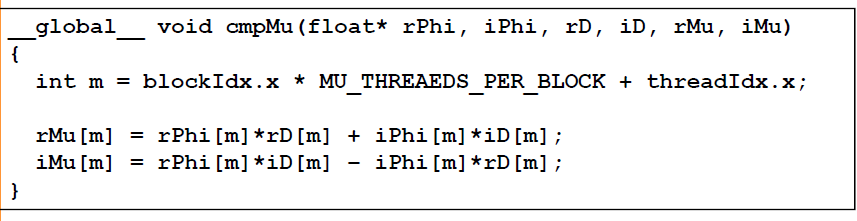 __global__ void cmpMu(float* rPhi, iPhi, rD, iD, rMu, iMu)
{
int m = blockIdx.x * MU_THREAEDS_PER_BLOCK + threadIdx.x;
rMu[m] = rPhi[m]*rD[m] + iPhi[m]*iD[m];
iMu[m] = rPhi[m]*iD[m] – iPhi[m]*rD[m];
}